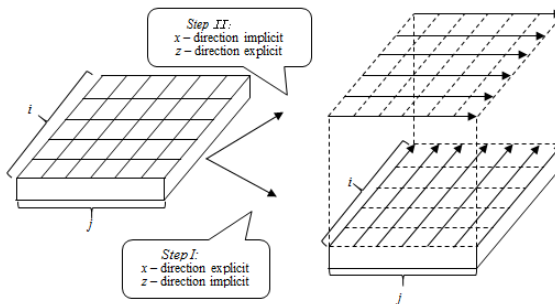 Step II:
x – direction implicit
z – direction explicit
i
j
Step I:
x – direction explicit
z – direction implicit
i
j